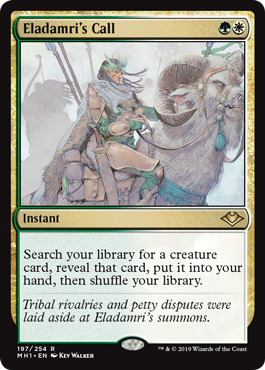 Eladamri's Call
Instant
Search your library for a creature
card, reveal that card, put it into your
hand, then shuffle your library.
Tribal rivalries and petty disputes were
laid aside at Eladamri's summons.
197/254 R
MH1 • EN Key Walker
™ & © 2019 Wizards of the Coast